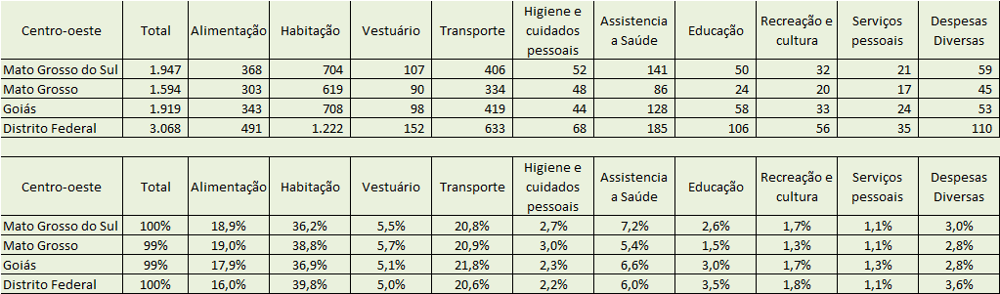 Centro-oeste Total Alimentação Habitação Vestuário Transporte Higiene e cuidados pessoais Assistencia a Saúde Educação Recreação e cultura Serviços pessoais Despesas Diversas
Mato Grosso do Sul 1.947 368 704 107 406 52 141 50 32 21 59
Mato Grosso 1.594 303 619 90 334 48 86 24 20 17 45
Goiás 1.919 343 708 98 419 44 128 58 33 24 53
Distrito Federal 3.068 491 1.222 152 633 68 185 106 56 35 110
Centro-oeste Total Alimentação Habitação Vestuário Transporte Higiene e cuidados pessoais Assistencia a Saúde Educação Recreação e cultura Serviços pessoais Despesas Diversas
Mato Grosso do Sul 100% 18,9% 36,2% 5,5% 20,8% 2,7% 7,2% 2,6% 1,7% 1,1% 3,0%
Mato Grosso 99% 19,0% 38,8% 5,7% 20,9% 3,0% 5,4% 1,5% 1,3% 1,1% 2,8%
Goiás 99% 17,9% 36,9% 5,1% 21,8% 2,3% 6,6% 3,0% 1,7% 1,3% 2,8%
Distrito Federal 100% 16,0% 39,8% 5,0% 20,6% 2,2% 6,0% 3,5% 1,8% 1,1% 3,6%